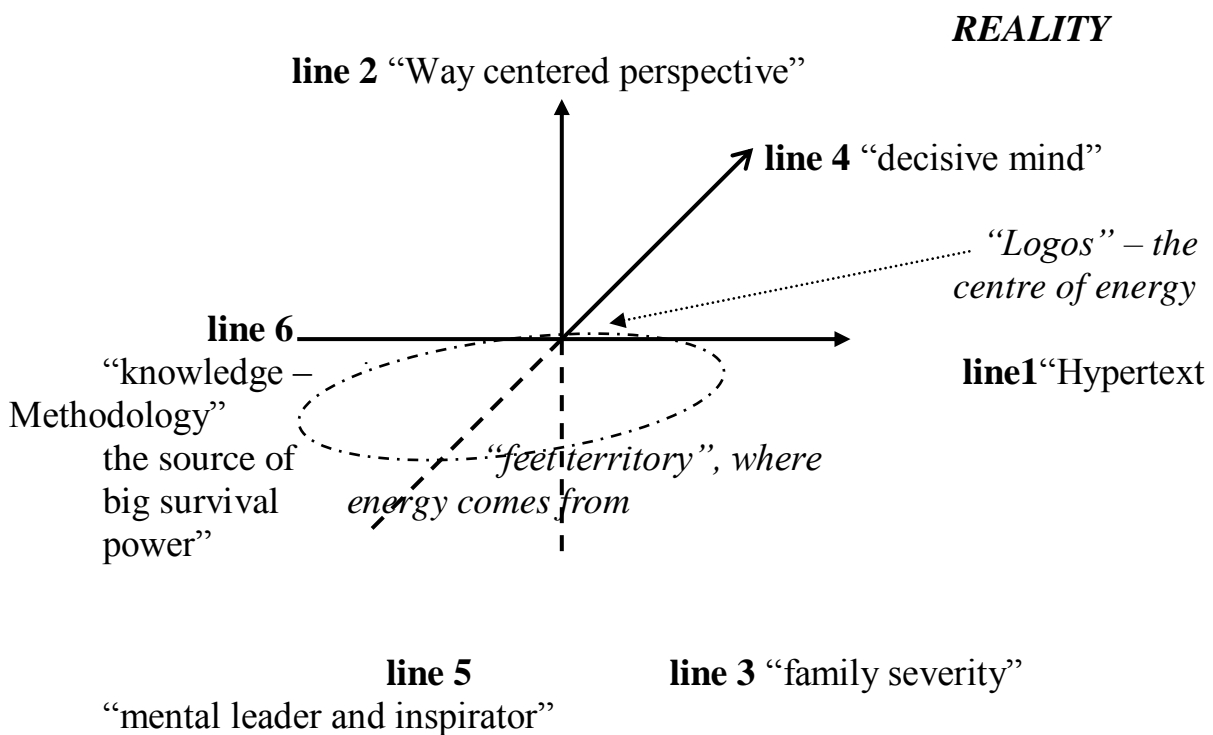 REALITY
line 2 “Way centered perspective”
line 4 “decisive mind”
“Logos” – the
centre of energy
line 6
“knowledge –
Methodology”
the source of
big survival
power”
line1“Hypertext
“feet territory”, where
energy comes from
line 5
“mental leader and inspirator”
line 3 “family severity”